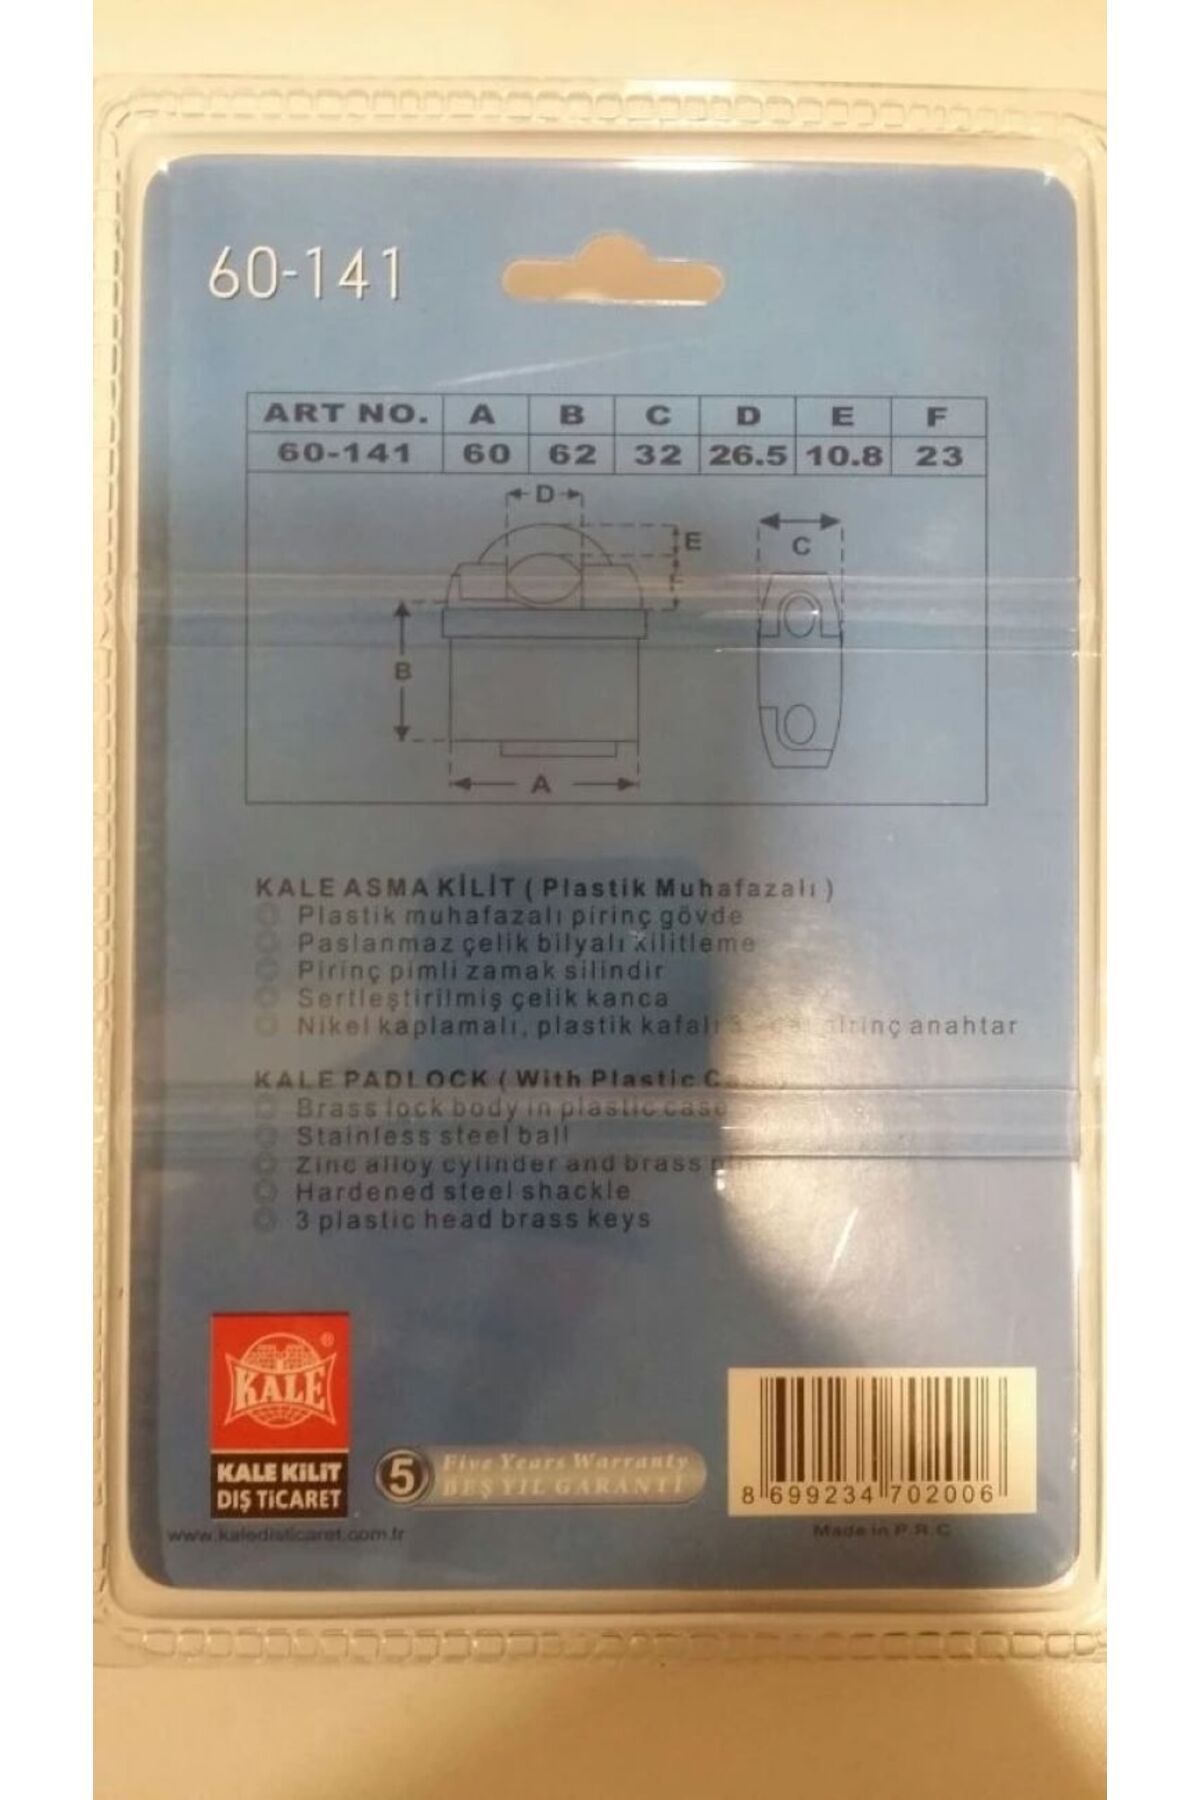 60-141
ART NO. A B C D E F
60-141 60 62 32 26.5 10.8 23
D
E
C
F
B
A
KALE ASMA KİLİT ( Plastik Muhafazalı )
Plastik muhafazalı pirinç gövde
Paslanmaz çelik bilyalı kilitleme
Pirinç pimli zamak silindir
Sertleştirilmiş çelik kanca
Nikel kaplamalı, plastik kafalı pirinç anahtar
KALE PADLOCK ( With Plastic
Brass lock body in plastic case
Stainless steel ball
Zinc alloy cylinder and brass
Hardened steel shackle
3 plastic head brass keys
KALE ®
KALE KİLİT
DIŞ TİCARET
www.kaledisticaret.com.tr
5 Five Years Warranty
BEŞ YIL GARANTİ
8 699234 702006
Made in P.R.C